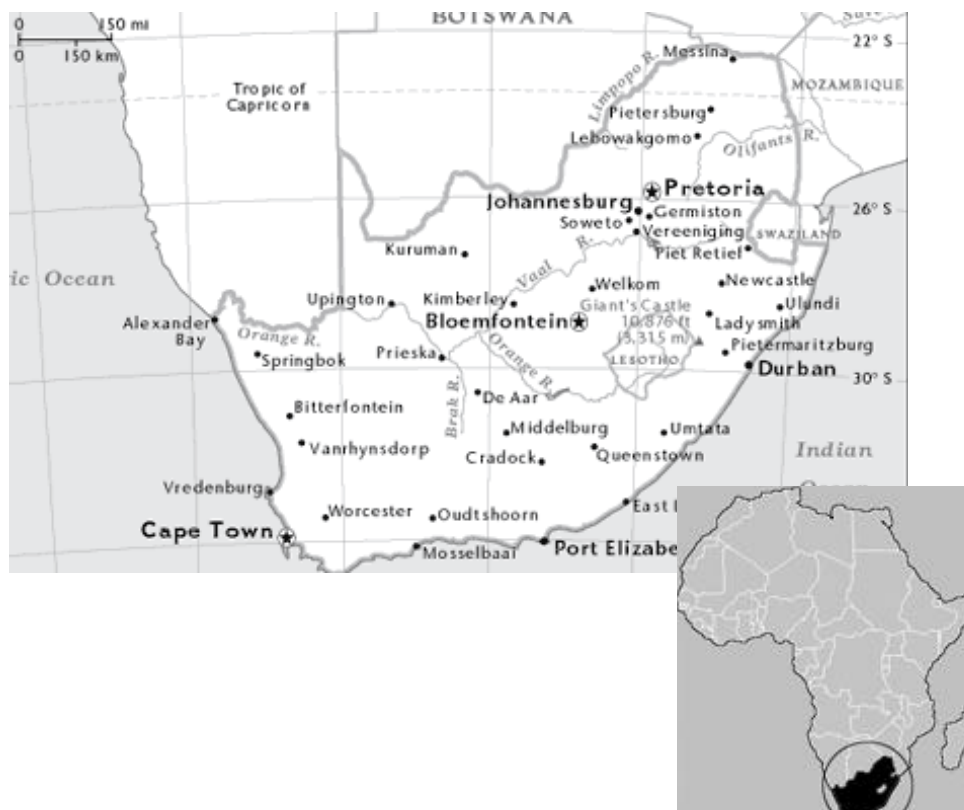 BOTSWANA
0 150 mi
0 150 km
22° S
Messina
Limpopo R.
MOZAMBIQUE
Tropic of
Capricorn
Pietersburg
Lebowakgomo
Olifants R.
Pretoria
Johannesburg
26° S
Germiston
Soweto
Vereeniging
SWAZILAND
Piet Retief
Kuruman
Vaal R.
ic Ocean
Welkom
Newcastle
Upington
Kimberley
Giant's Castle
10,876 ft
(3,315 m)
Ulundi
Alexander
Bay
Bloemfontein
Ladysmith
Orange R.
Pietermaritzburg
Springbok
Prieska
Orange R.
LESOTHO
Durban
30° S
Brak R.
De Aar
Bitterfontein
Middelburg
Umtata
Vanrhynsdorp
Cradock
Queenstown
Indian
Vredenburg
East
Worcester
Oudtshoorn
Cape Town
Mosselbaai
Port Elizabe